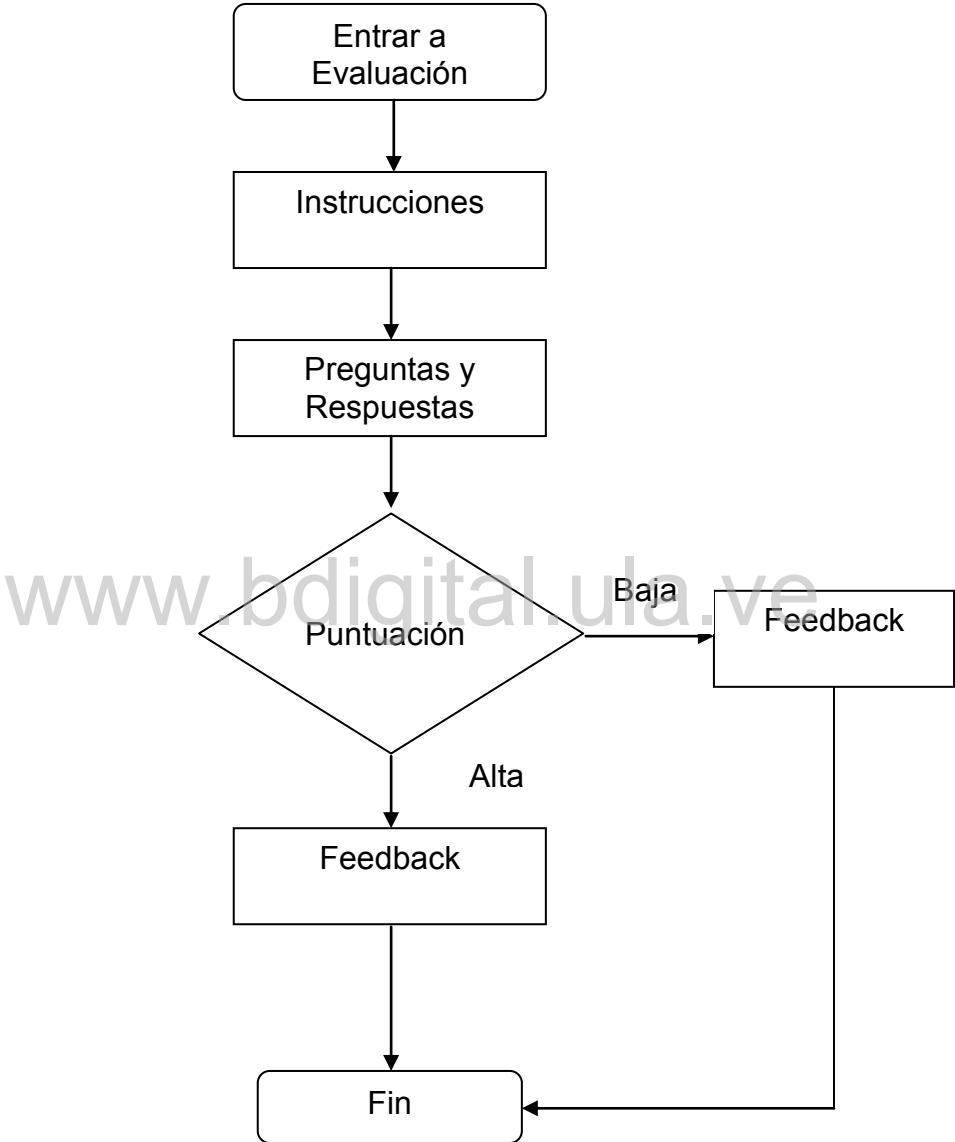 Entrar a
Evaluación
Instrucciones
Preguntas y
Respuestas
www.bdigital.ula.ve
Baja
Puntuación
Feedback
Alta
Feedback
Fin